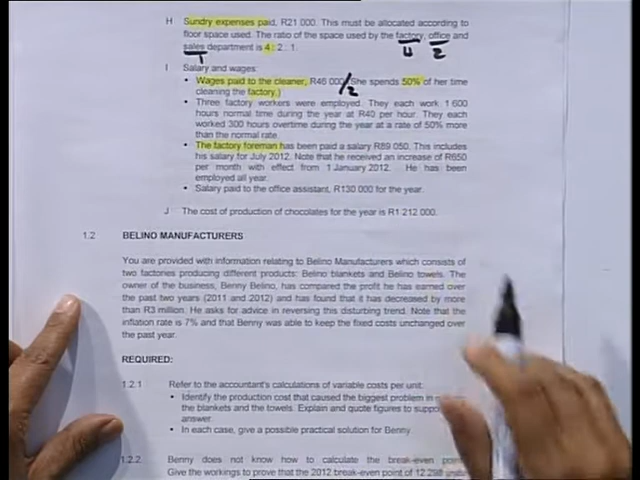 H Sundry expenses paid, R21 000. This must be allocated according to
floor space used. The ratio of the space used by the factory, office and
sales department is 4: 2 : 1.
4 2
1
I Salary and wages:
• Wages paid to the cleaner, R46 000 /2 (She spends 50% of her time
cleaning the factory.)
• Three factory workers were employed. They each work 1 600
hours normal time during the year at R40 per hour. They each
worked 300 hours overtime during the year at a rate of 50% more
than the normal rate.
• The factory foreman has been paid a salary R89 050. This includes
his salary for July 2012. Note that he received an increase of R650
per month with effect from 1 January 2012. He has been
employed all year.
• Salary paid to the office assistant, R130 000 for the year.
J The cost of production of chocolates for the year is R1 212 000.
1.2 BELINO MANUFACTURERS
You are provided with information relating to Belino Manufacturers which consists of
two factories producing different products: Belino blankets and Belino towels. The
owner of the business, Benny Belino, has compared the profit he has earned over
the past two years (2011 and 2012) and has found that it has decreased by more
than R3 million. He asks for advice in reversing this disturbing trend. Note that the
inflation rate is 7% and that Benny was able to keep the fixed costs unchanged over
the past year.
REQUIRED:
1.2.1 Refer to the accountant's calculations of variable costs per unit:
• Identify the production cost that caused the biggest problem in
the blankets and the towels. Explain and quote figures to
answer.
• In each case, give a possible practical solution for Benny.
1.2.2 Benny does not know how to calculate the break-even
Give the workings to prove that the 2012 break-even point of 12 298